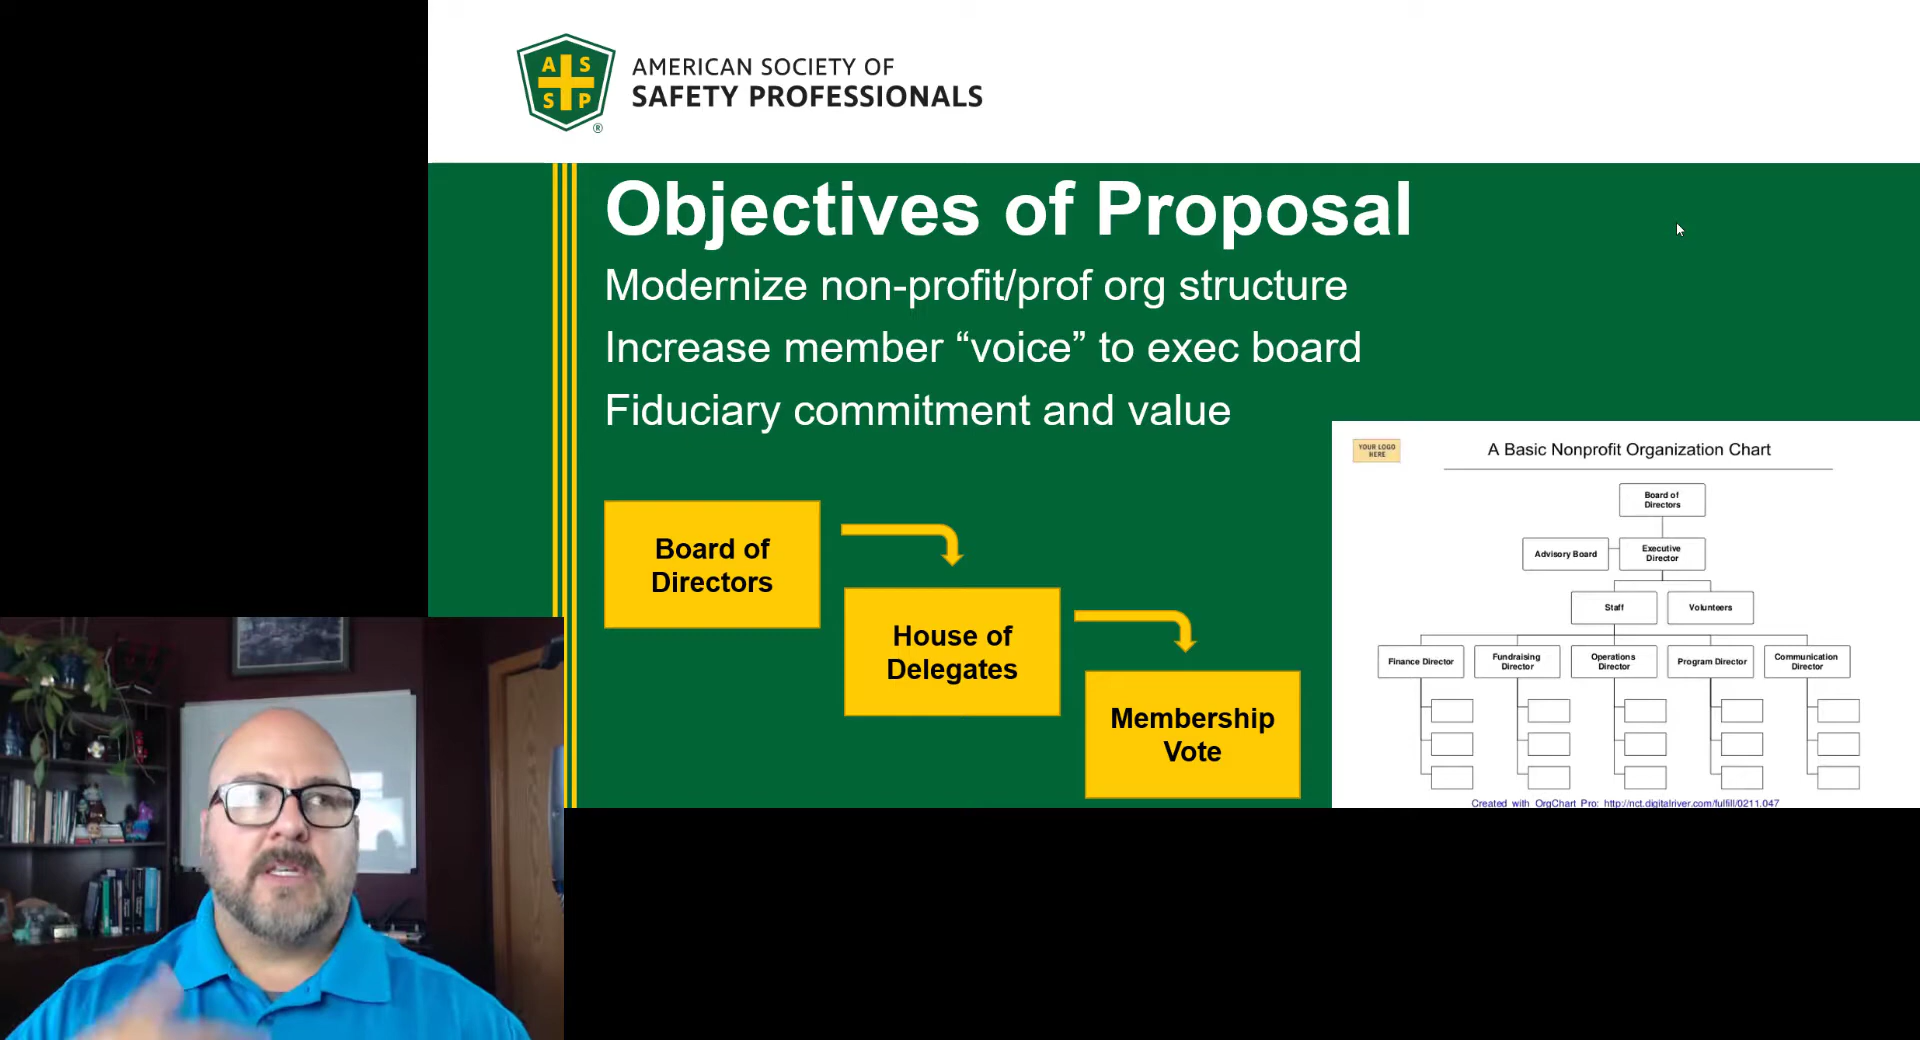 A S
S P
®
AMERICAN SOCIETY OF
SAFETY PROFESSIONALS
Objectives of Proposal
Modernize non-profit/prof org structure
Increase member “voice” to exec board
Fiduciary commitment and value
Board of
Directors
House of
Delegates
Membership
Vote
YOUR LOGO
HERE
A Basic Nonprofit Organization Chart
Board of
Directors
Advisory Board
Executive
Director
Staff
Volunteers
Finance Director
Fundraising
Director
Operations
Director
Program Director
Communication
Director
Created with OrgChart Pro: http://nct.digitalriver.com/fulfill/0211.047